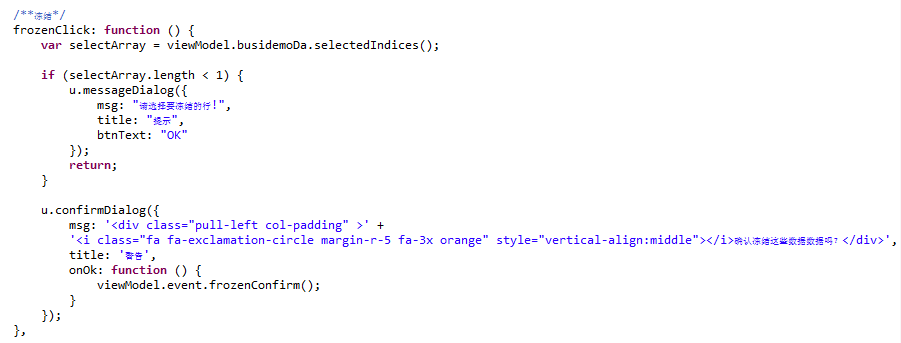 /**冻结*/
frozenClick: function () {
    var selectArray = viewModel.busidemoDa.selectedIndices();

    if (selectArray.length < 1) {
        u.messageDialog({
            msg: "请选择要冻结的行!",
            title: "提示",
            btnText: "OK"
        });
        return;
    }

    u.confirmDialog({
        msg: '<div class="pull-left col-padding" >' +
        '<i class="fa fa-exclamation-circle margin-r-5 fa-3x orange" style="vertical-align:middle"></i>确认冻结这些数据数据吗？</div>',
        title: '警告',
        onOk: function () {
            viewModel.event.frozenConfirm();
        }
    });
},